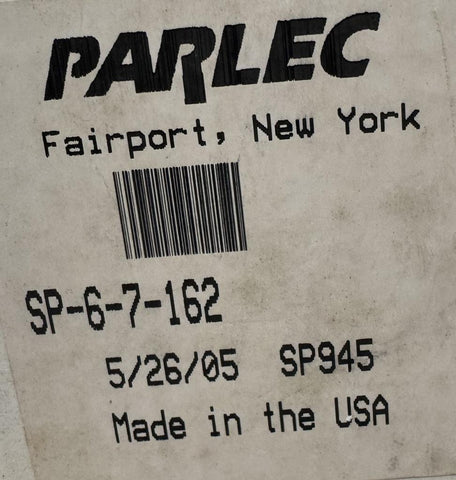 PARLEC
Fairport, New York
SP-6-7-162
5/26/05 SP945
Made in the USA